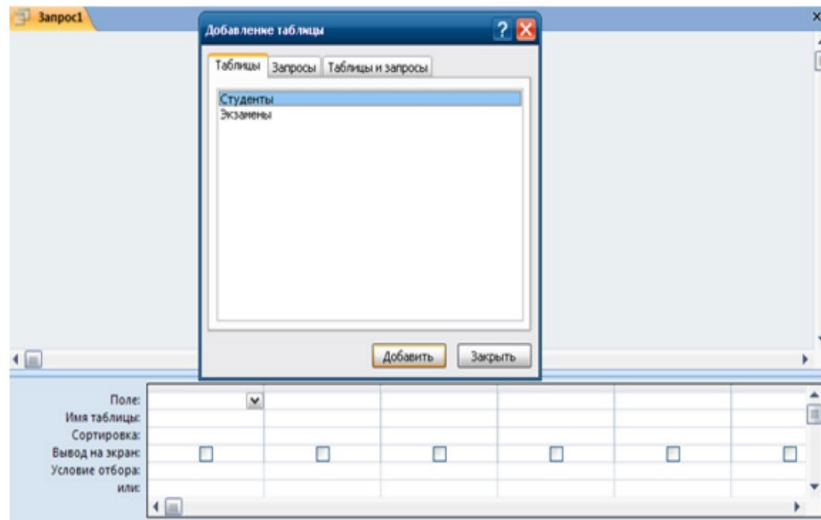 Запрос1
Добавление таблицы
Таблицы Запросы Таблицы и запросы
Студенты
Экзамены
Добавить Закрыть
Поле:
Имя таблицы:
Сортировка:
Вывод на экран:
Условие отбора:
или: